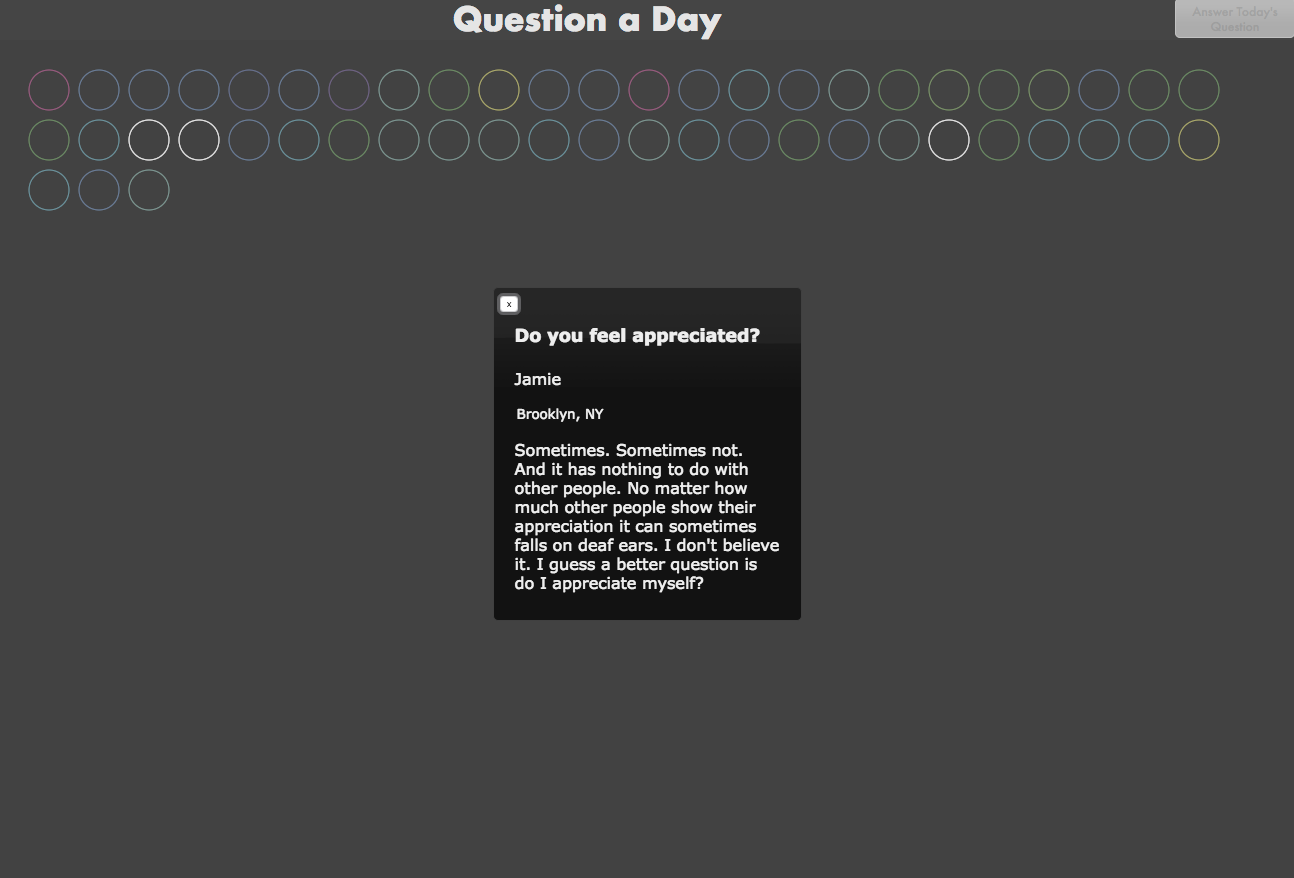 Question a Day
Answer Today's
Question
x
Do you feel appreciated?
Jamie
Brooklyn, NY
Sometimes. Sometimes not.
And it has nothing to do with
other people. No matter how
much other people show their
appreciation it can sometimes
falls on deaf ears. I don't believe
it. I guess a better question is
do I appreciate myself?